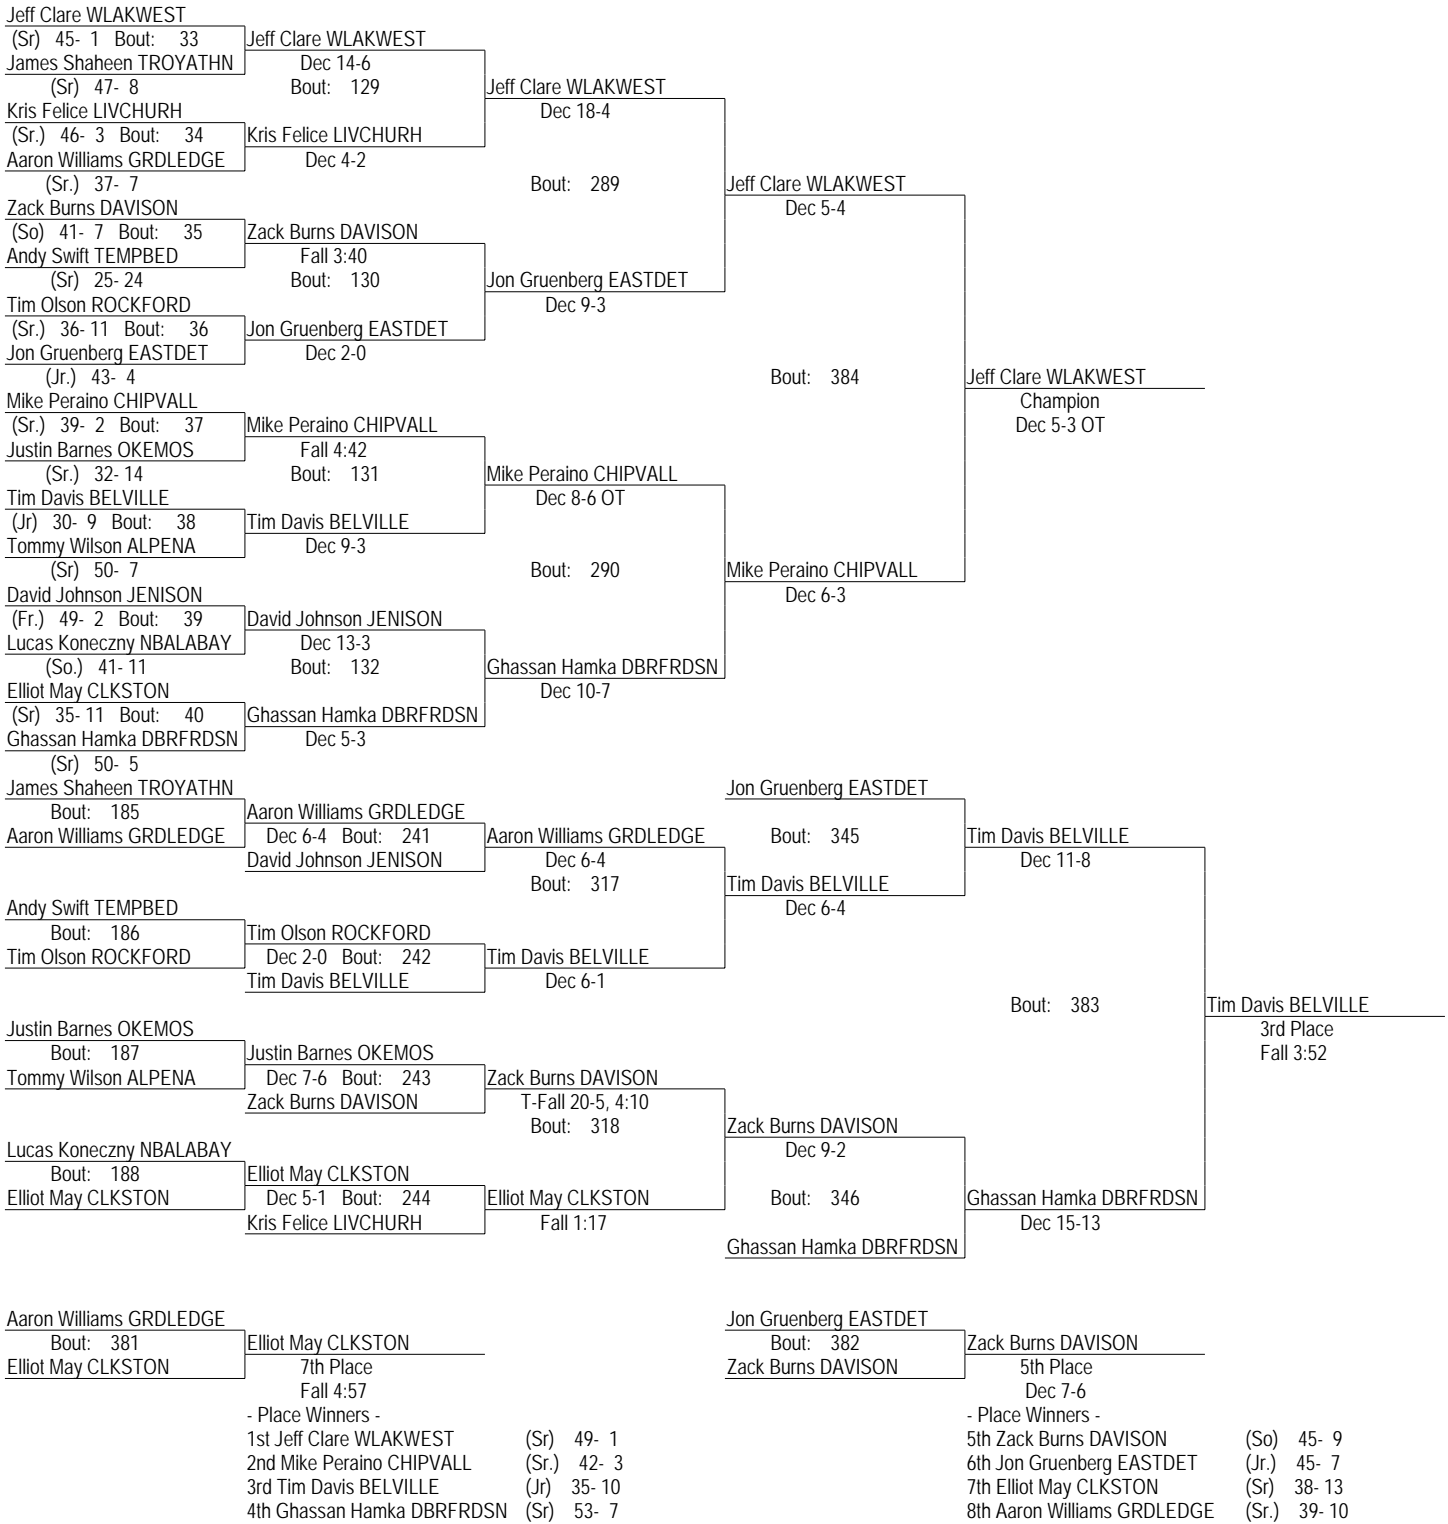 Jeff Clare WLAKWEST
(Sr) 45- 1 Bout: 33 Jeff Clare WLAKWEST
James Shaheen TROYATHN Dec 14-6
(Sr) 47- 8 Bout: 129 Jeff Clare WLAKWEST
Kris Felice LIVCHURH Dec 18-4
(Sr.) 46- 3 Bout: 34 Kris Felice LIVCHURH
Aaron Williams GRDLEDGE Dec 4-2
(Sr.) 37- 7 Bout: 289 Jeff Clare WLAKWEST
Zack Burns DAVISON Dec 5-4
(So) 41- 7 Bout: 35 Zack Burns DAVISON
Andy Swift TEMPBED Fall 3:40
(Sr) 25- 24 Bout: 130 Jon Gruenberg EASTDET
Tim Olson ROCKFORD Dec 9-3
(Sr.) 36- 11 Bout: 36 Jon Gruenberg EASTDET
Jon Gruenberg EASTDET Dec 2-0
(Jr.) 43- 4 Bout: 384 Jeff Clare WLAKWEST
Mike Peraino CHIPVALL Champion
(Sr.) 39- 2 Bout: 37 Mike Peraino CHIPVALL Dec 5-3 OT
Justin Barnes OKEMOS Fall 4:42
(Sr.) 32- 14 Bout: 131 Mike Peraino CHIPVALL
Tim Davis BELVILLE Dec 8-6 OT
(Jr) 30- 9 Bout: 38 Tim Davis BELVILLE
Tommy Wilson ALPENA Dec 9-3
(Sr) 50- 7 Bout: 290 Mike Peraino CHIPVALL
David Johnson JENISON Dec 6-3
(Fr.) 49- 2 Bout: 39 David Johnson JENISON
Lucas Koneczny NBALABAY Dec 13-3
(So.) 41- 11 Bout: 132 Ghassan Hamka DBRFRDSN
Elliot May CLKSTON Dec 10-7
(Sr) 35- 11 Bout: 40 Ghassan Hamka DBRFRDSN
Ghassan Hamka DBRFRDSN Dec 5-3
(Sr) 50- 5
James Shaheen TROYATHN Jon Gruenberg EASTDET
Bout: 185 Aaron Williams GRDLEDGE
Aaron Williams GRDLEDGE Dec 6-4 Bout: 241 Aaron Williams GRDLEDGE Bout: 345 Tim Davis BELVILLE
David Johnson JENISON Dec 6-4 Dec 11-8
Bout: 317 Tim Davis BELVILLE
Andy Swift TEMPBED Dec 6-4
Bout: 186 Tim Olson ROCKFORD
Tim Olson ROCKFORD Dec 2-0 Bout: 242 Tim Davis BELVILLE
Tim Davis BELVILLE Dec 6-1
Bout: 383 Tim Davis BELVILLE
Justin Barnes OKEMOS 3rd Place
Bout: 187 Justin Barnes OKEMOS Fall 3:52
Tommy Wilson ALPENA Dec 7-6 Bout: 243 Zack Burns DAVISON
Zack Burns DAVISON T-Fall 20-5, 4:10
Bout: 318 Zack Burns DAVISON
Lucas Koneczny NBALABAY Dec 9-2
Bout: 188 Elliot May CLKSTON
Elliot May CLKSTON Dec 5-1 Bout: 244 Elliot May CLKSTON Bout: 346 Ghassan Hamka DBRFRDSN
Kris Felice LIVCHURH Fall 1:17 Dec 15-13
Ghassan Hamka DBRFRDSN
Aaron Williams GRDLEDGE Jon Gruenberg EASTDET
Bout: 381 Elliot May CLKSTON Bout: 382 Zack Burns DAVISON
Elliot May CLKSTON 7th Place Zack Burns DAVISON 5th Place
Fall 4:57 Dec 7-6
- Place Winners - - Place Winners -
1st Jeff Clare WLAKWEST (Sr) 49- 1 5th Zack Burns DAVISON (So) 45- 9
2nd Mike Peraino CHIPVALL (Sr.) 42- 3 6th Jon Gruenberg EASTDET (Jr.) 45- 7
3rd Tim Davis BELVILLE (Jr) 35- 10 7th Elliot May CLKSTON (Sr) 38- 13
4th Ghassan Hamka DBRFRDSN (Sr) 53- 7 8th Aaron Williams GRDLEDGE (Sr.) 39- 10